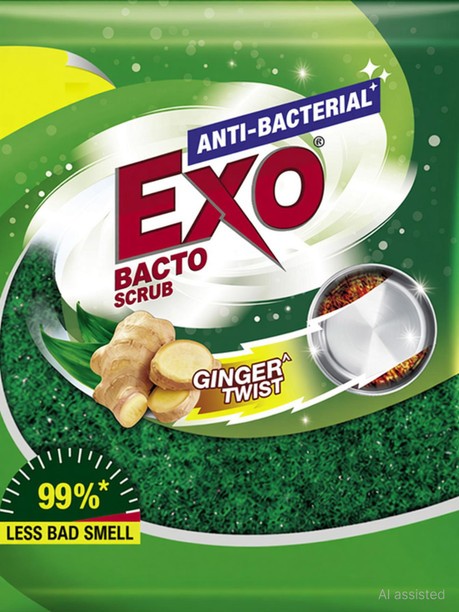 ANTI-BACTERIAL+
EXO®
BACTO
SCRUB
GINGER^
TWIST
99%*
LESS BAD SMELL
AI assisted